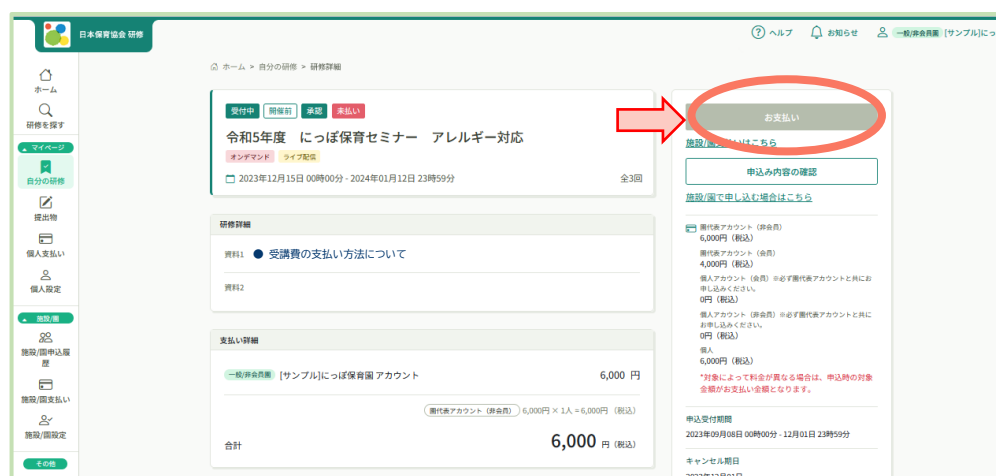 日本保育協会 研修
ヘルプ
お知らせ
一般/非会員園 [サンプル]にっ
ホーム
研修を探す
マイページ
自分の研修
提出物
個人支払い
個人設定
施設/園
施設/園申込履
歴
施設/園支払い
施設/園設定
その他
ホーム > 自分の研修 > 研修詳細
受付中 開催前 承認 未払い
令和5年度 にっぽ保育セミナー アレルギー対応
オンデマンド ライブ配信
2023年12月15日 00時00分 - 2024年01月12日 23時59分 全3回
研修詳細
資料1 ● 受講費の支払い方法について
資料2
支払い詳細
一般/非会員園 [サンプル]にっぽ保育園 アカウント 6,000 円
園代表アカウント(非会員) 6,000円 × 1人 = 6,000円 (税込)
合計 6,000 円 (税込)
お支払い
施設/園 はこちら
申込み内容の確認
施設/園で申し込む場合はこちら
園代表アカウント(非会員)
6,000円(税込)
園代表アカウント(会員)
4,000円(税込)
個人アカウント(会員)※必ず園代表アカウントと共にお
申し込みください。
0円(税込)
個人アカウント(非会員)※必ず園代表アカウントと共に
お申し込みください。
0円(税込)
個人
6,000円(税込)
*対象によって料金が異なる場合は、申込時の対象
金額がお支払い金額となります。
申込受付期間
2023年09月08日 00時00分 - 12月01日 23時59分
キャンセル期日
2023年12月01日